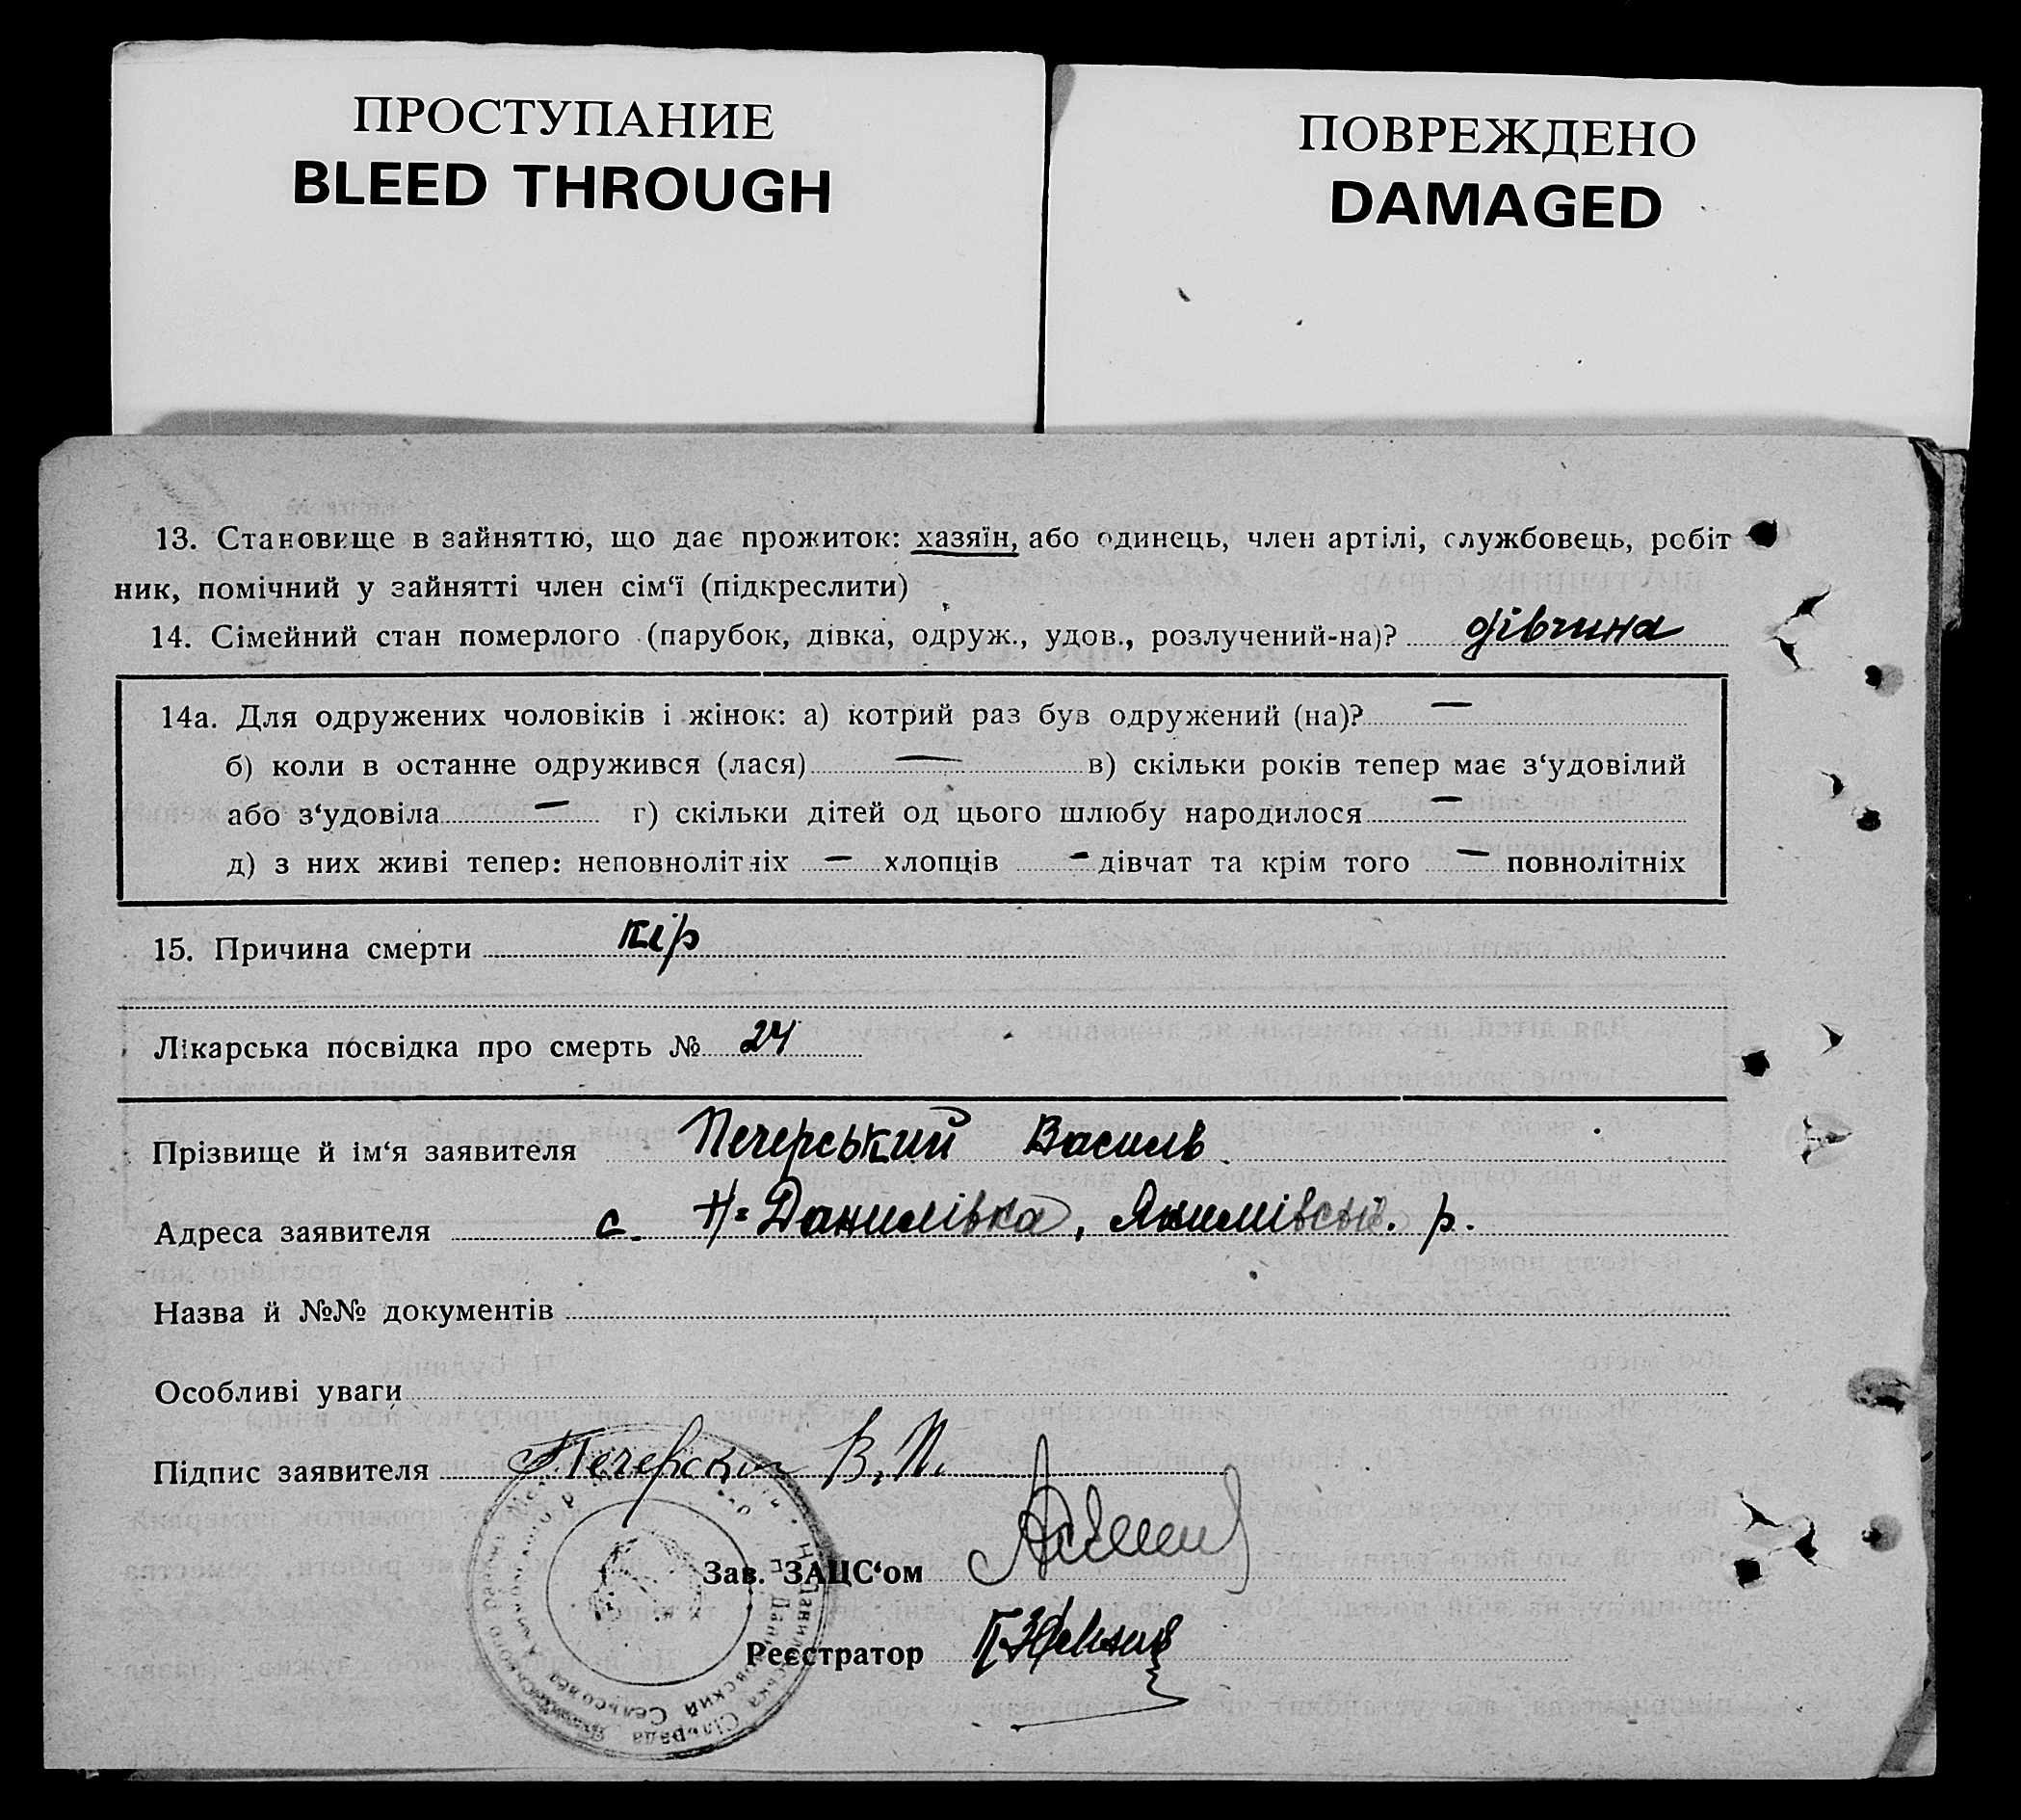 ПРОСТУПАНИЕ
BLEED THROUGH
ПОВРЕЖДЕНО
DAMAGED
13. Становище в зайняттю, що дає прожиток: хазяїн, або одинець, член артілі, службовець, робіт
ник, помічний у зайнятті член сім‘ї (підкреслити)
14. Сімейний стан померлого (парубок, дівка, одруж., удов., розлучений-на)? дівчина
14а. Для одружених чоловіків і жінок: а) котрий раз був одружений (на)? —
б) коли в останне одружився (лася) — в) скільки років тепер має з‘удовілий
або з‘удовіла — г) скільки дітей од цього шлюбу народилося —
д) з них живі тепер: неповнолітніх — хлопців — дівчат та крім того — повнолітніх
15. Причина смерти кір
Лікарська посвідка про смерть № 24
Прізвище й ім‘я заявителя Печерський Василь
Адреса заявителя с. Н=Данилівка, Якимівськ. р.
Назва й №№ документів
Особливі уваги
Підпис заявителя Печерский В. П.
Зав. ЗАЦС‘ом
Реєстратор